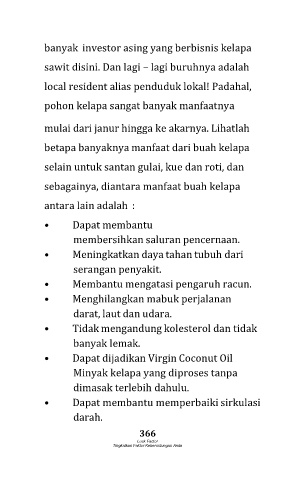 banyak investor asing yang berbisnis kelapa
sawit disini. Dan lagi – lagi buruhnya adalah
local resident alias penduduk lokal! Padahal,
pohon kelapa sangat banyak manfaatnya
mulai dari janur hingga ke akarnya. Lihatlah
betapa banyaknya manfaat dari buah kelapa
selain untuk santan gulai, kue dan roti, dan
sebagainya, diantara manfaat buah kelapa
antara lain adalah :
• Dapat membantu
membersihkan saluran pencernaan.
• Meningkatkan daya tahan tubuh dari
serangan penyakit.
• Membantu mengatasi pengaruh racun.
• Menghilangkan mabuk perjalanan
darat, laut dan udara.
• Tidak mengandung kolesterol dan tidak
banyak lemak.
• Dapat dijadikan Virgin Coconut Oil
Minyak kelapa yang diproses tanpa
dimasak terlebih dahulu.
• Dapat membantu memperbaiki sirkulasi
darah.
366
Luck Factor
Tingkatkan Faktor Keberuntungan Anda